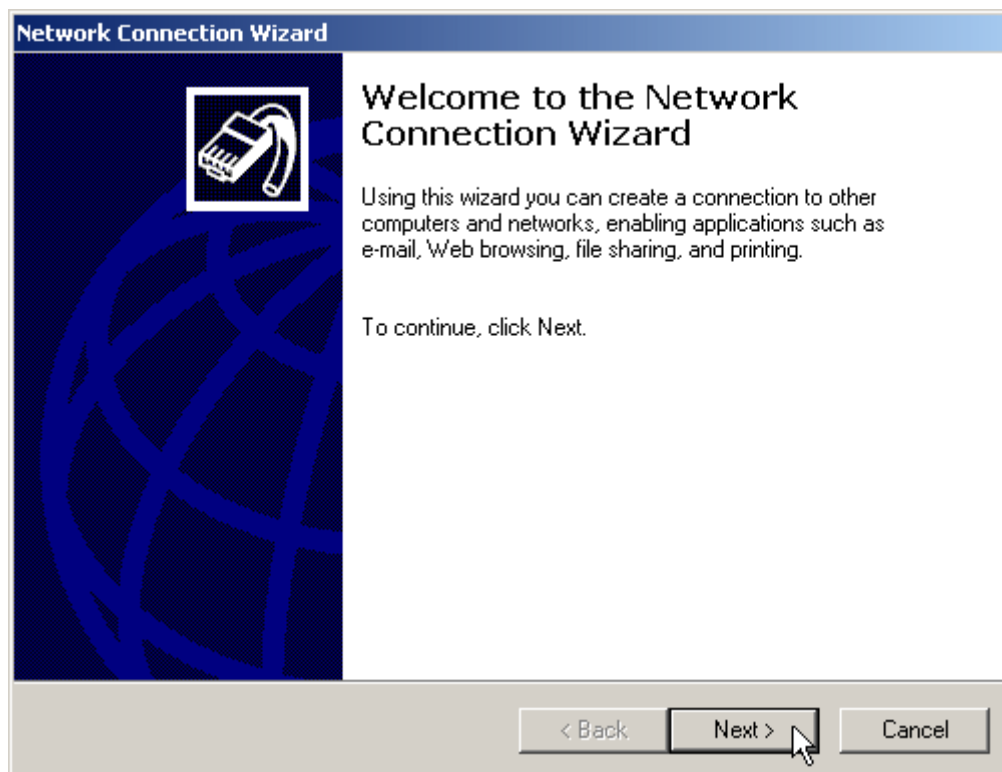 Network Connection Wizard
Welcome to the Network
Connection Wizard
Using this wizard you can create a connection to other
computers and networks, enabling applications such as
e-mail, Web browsing, file sharing, and printing.
To continue, click Next.
< Back Next > Cancel